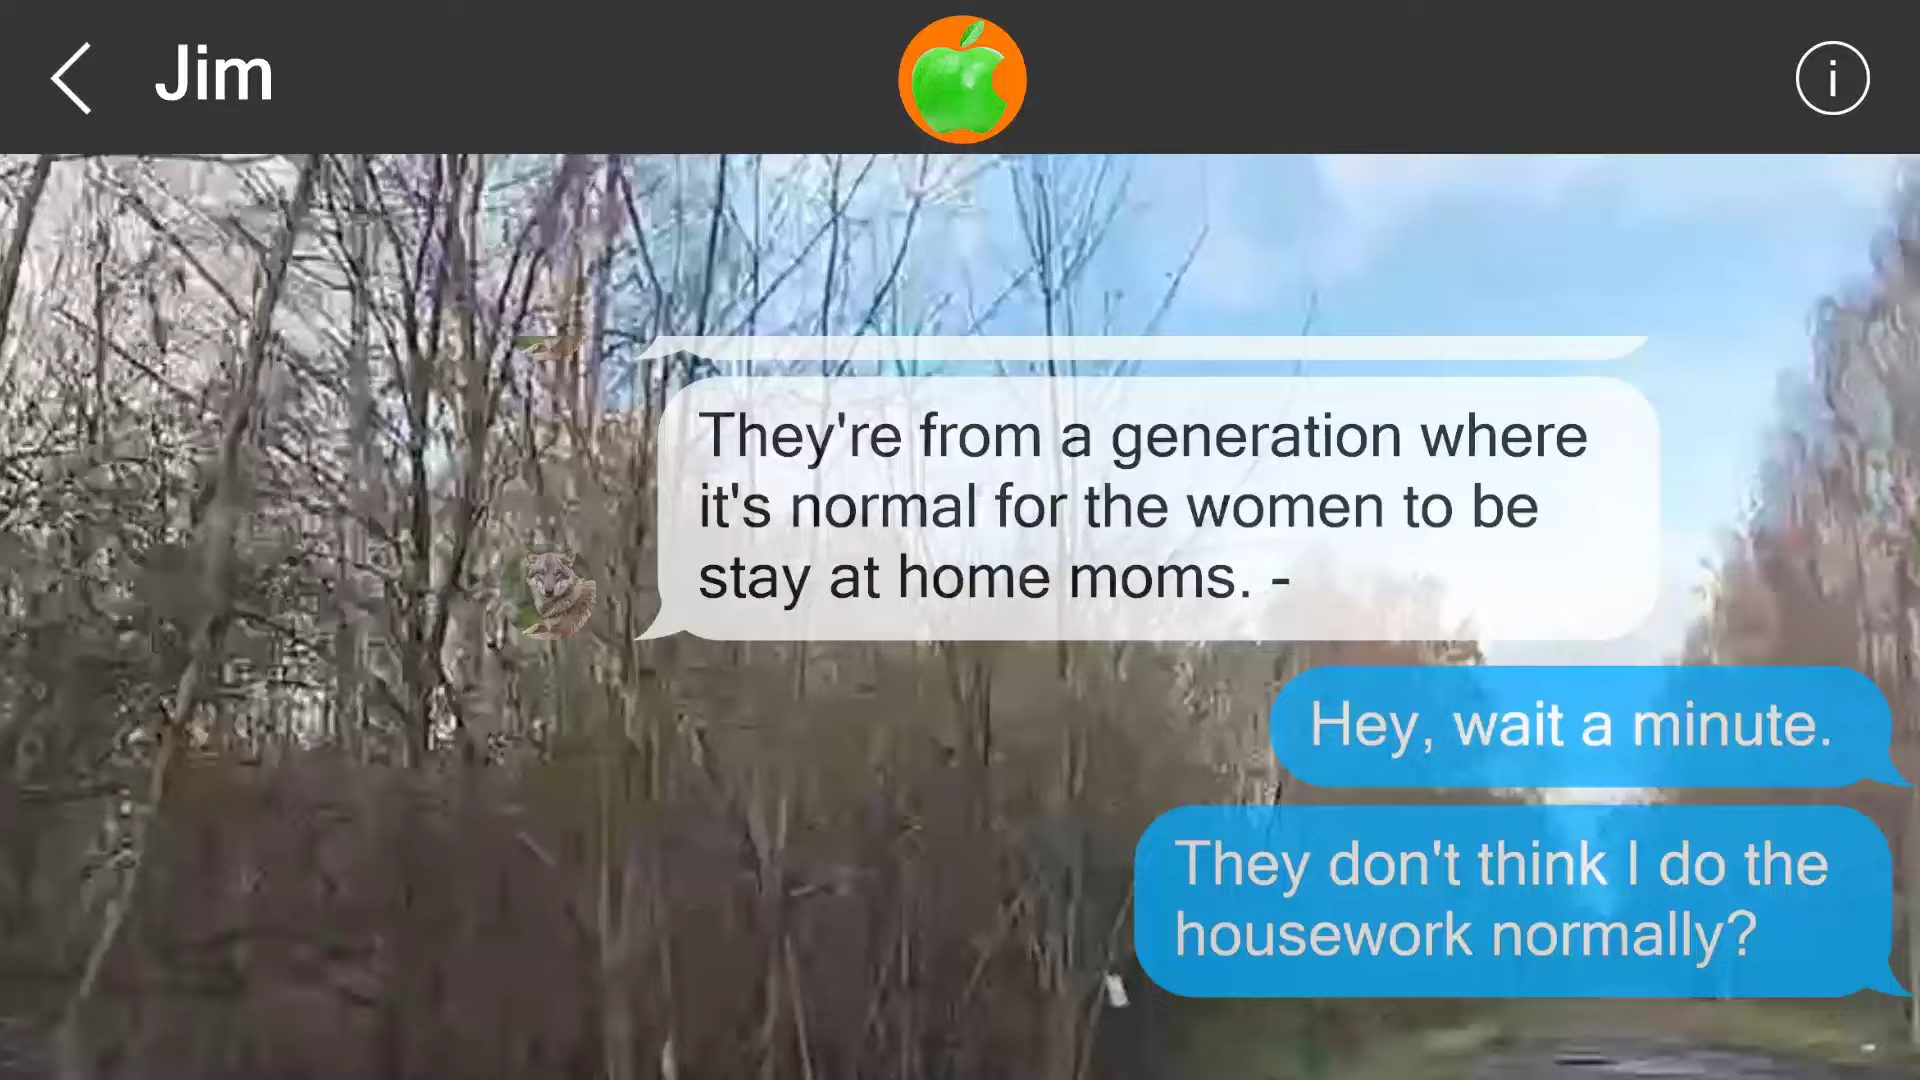 Jim
i
They're from a generation where
it's normal for the women to be
stay at home moms. -
Hey, wait a minute.
They don't think I do the
housework normally?